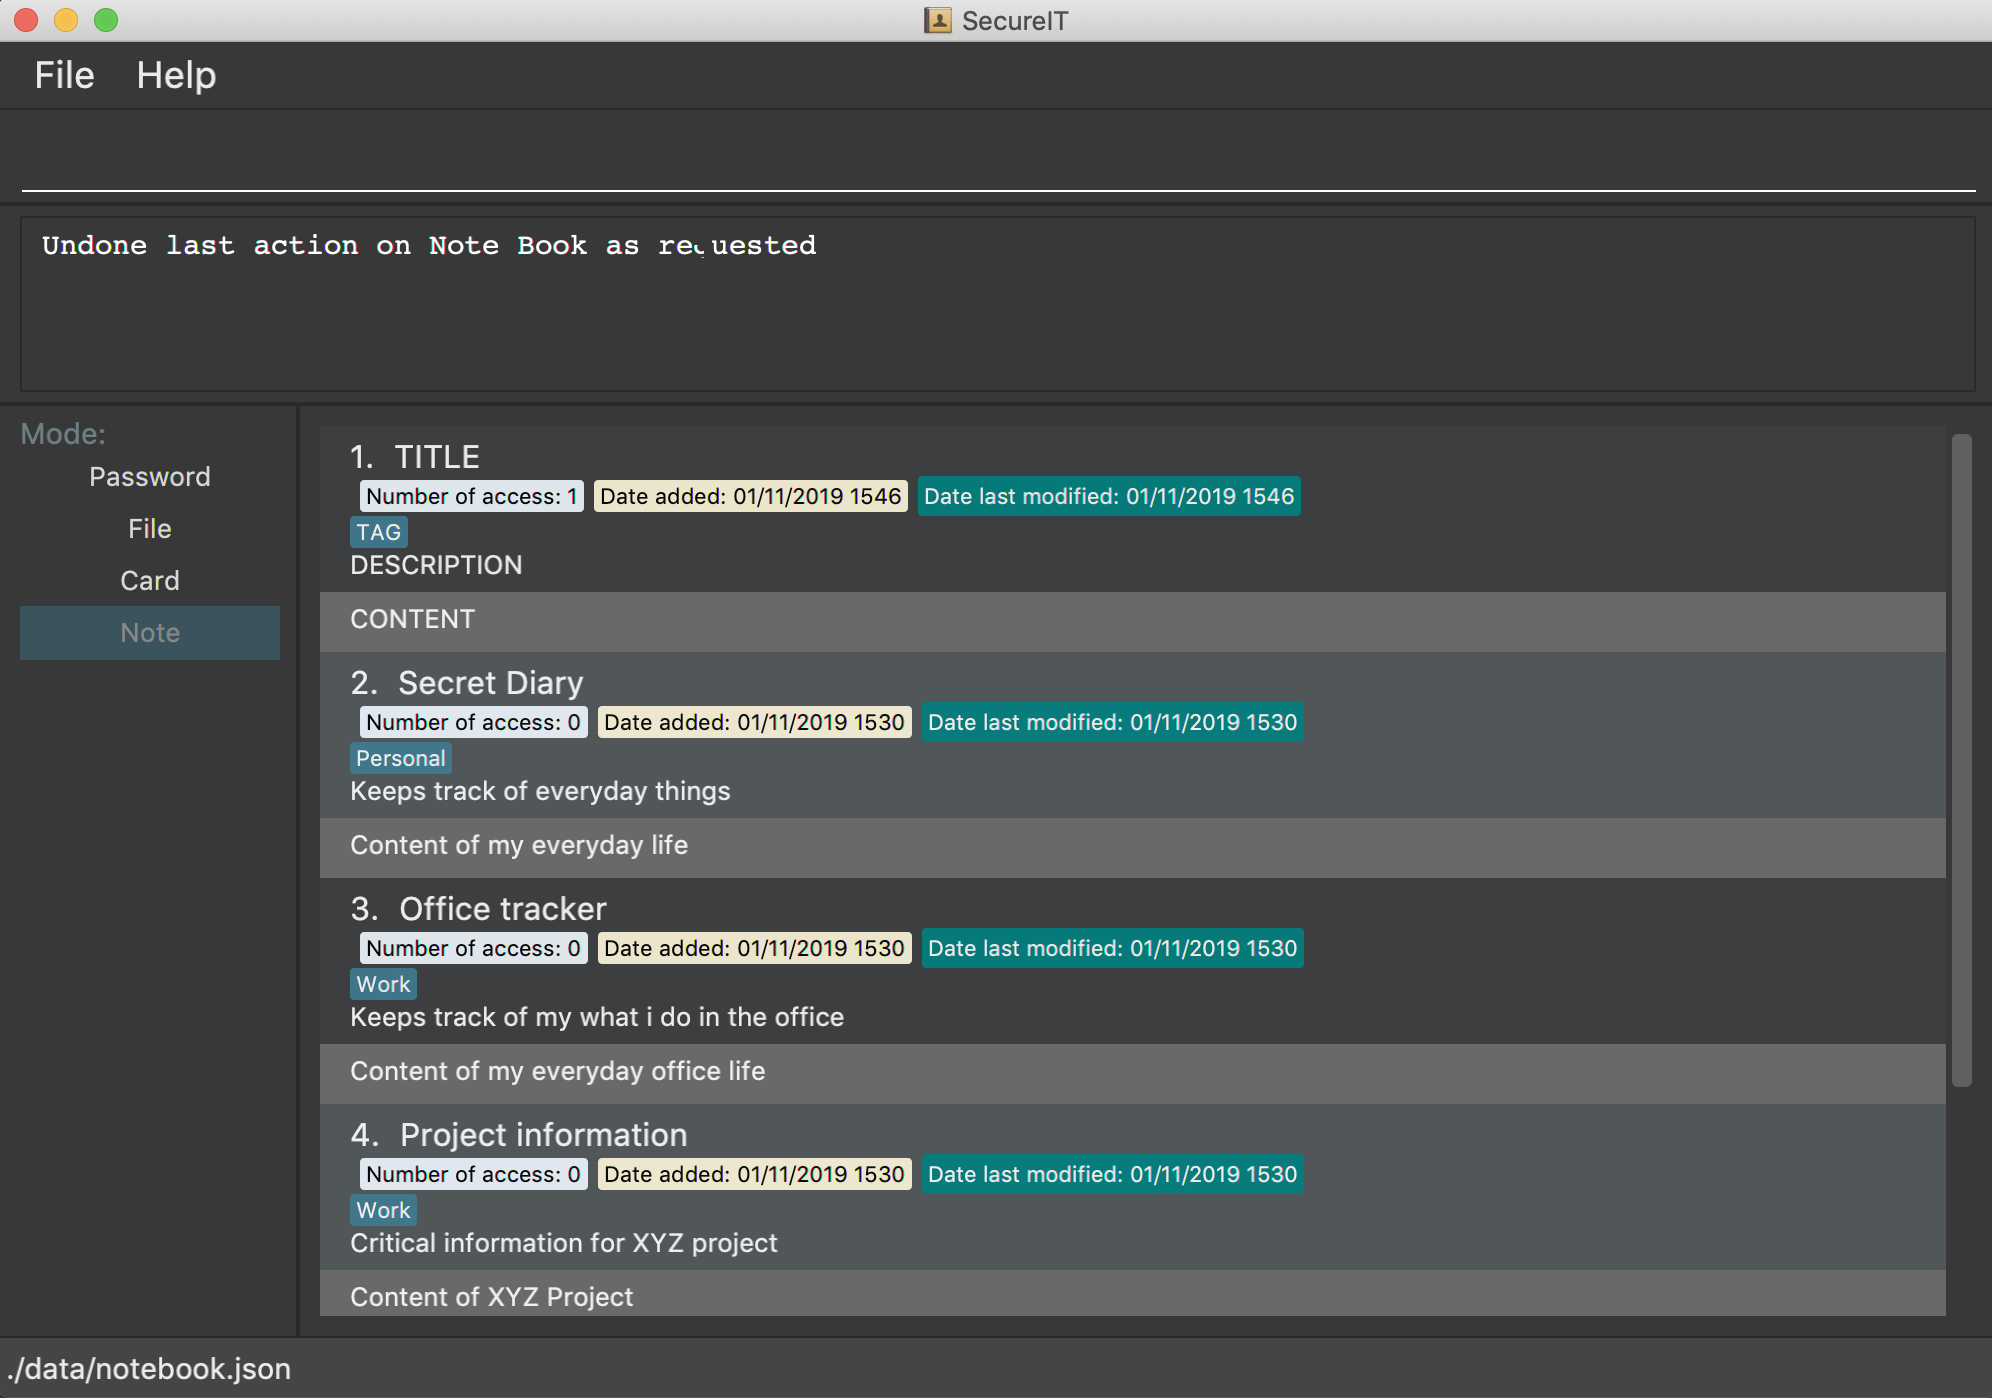 SecureIT
File Help
Undone last action on Note Book as requested
Mode:
Password
File
Card
Note
1. TITLE
Number of access: 1 Date added: 01/11/2019 1546 Date last modified: 01/11/2019 1546
TAG
DESCRIPTION
CONTENT
2. Secret Diary
Number of access: 0 Date added: 01/11/2019 1530 Date last modified: 01/11/2019 1530
Personal
Keeps track of everyday things
Content of my everyday life
3. Office tracker
Number of access: 0 Date added: 01/11/2019 1530 Date last modified: 01/11/2019 1530
Work
Keeps track of my what i do in the office
Content of my everyday office life
4. Project information
Number of access: 0 Date added: 01/11/2019 1530 Date last modified: 01/11/2019 1530
Work
Critical information for XYZ project
Content of XYZ Project
./data/notebook.json